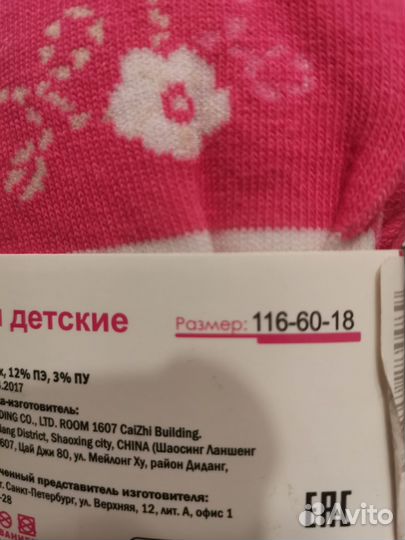 детские
Размер: 116-60-18
12% ПЭ, 3% ПУ
2017
-изготовитель:
DING CO., LTD. ROOM 1607 CaiZhi Building.
District, Shaoxing city, CHINA (Шаосинг Ланшенг
607, Цай Джи 80, ул. Мейлонг Ху, район Диданг,
ченный представитель изготовителя:
г. Санкт-Петербург, ул. Верхняя, 12, лит. А, офис 1
-28
ЕАС
Avito